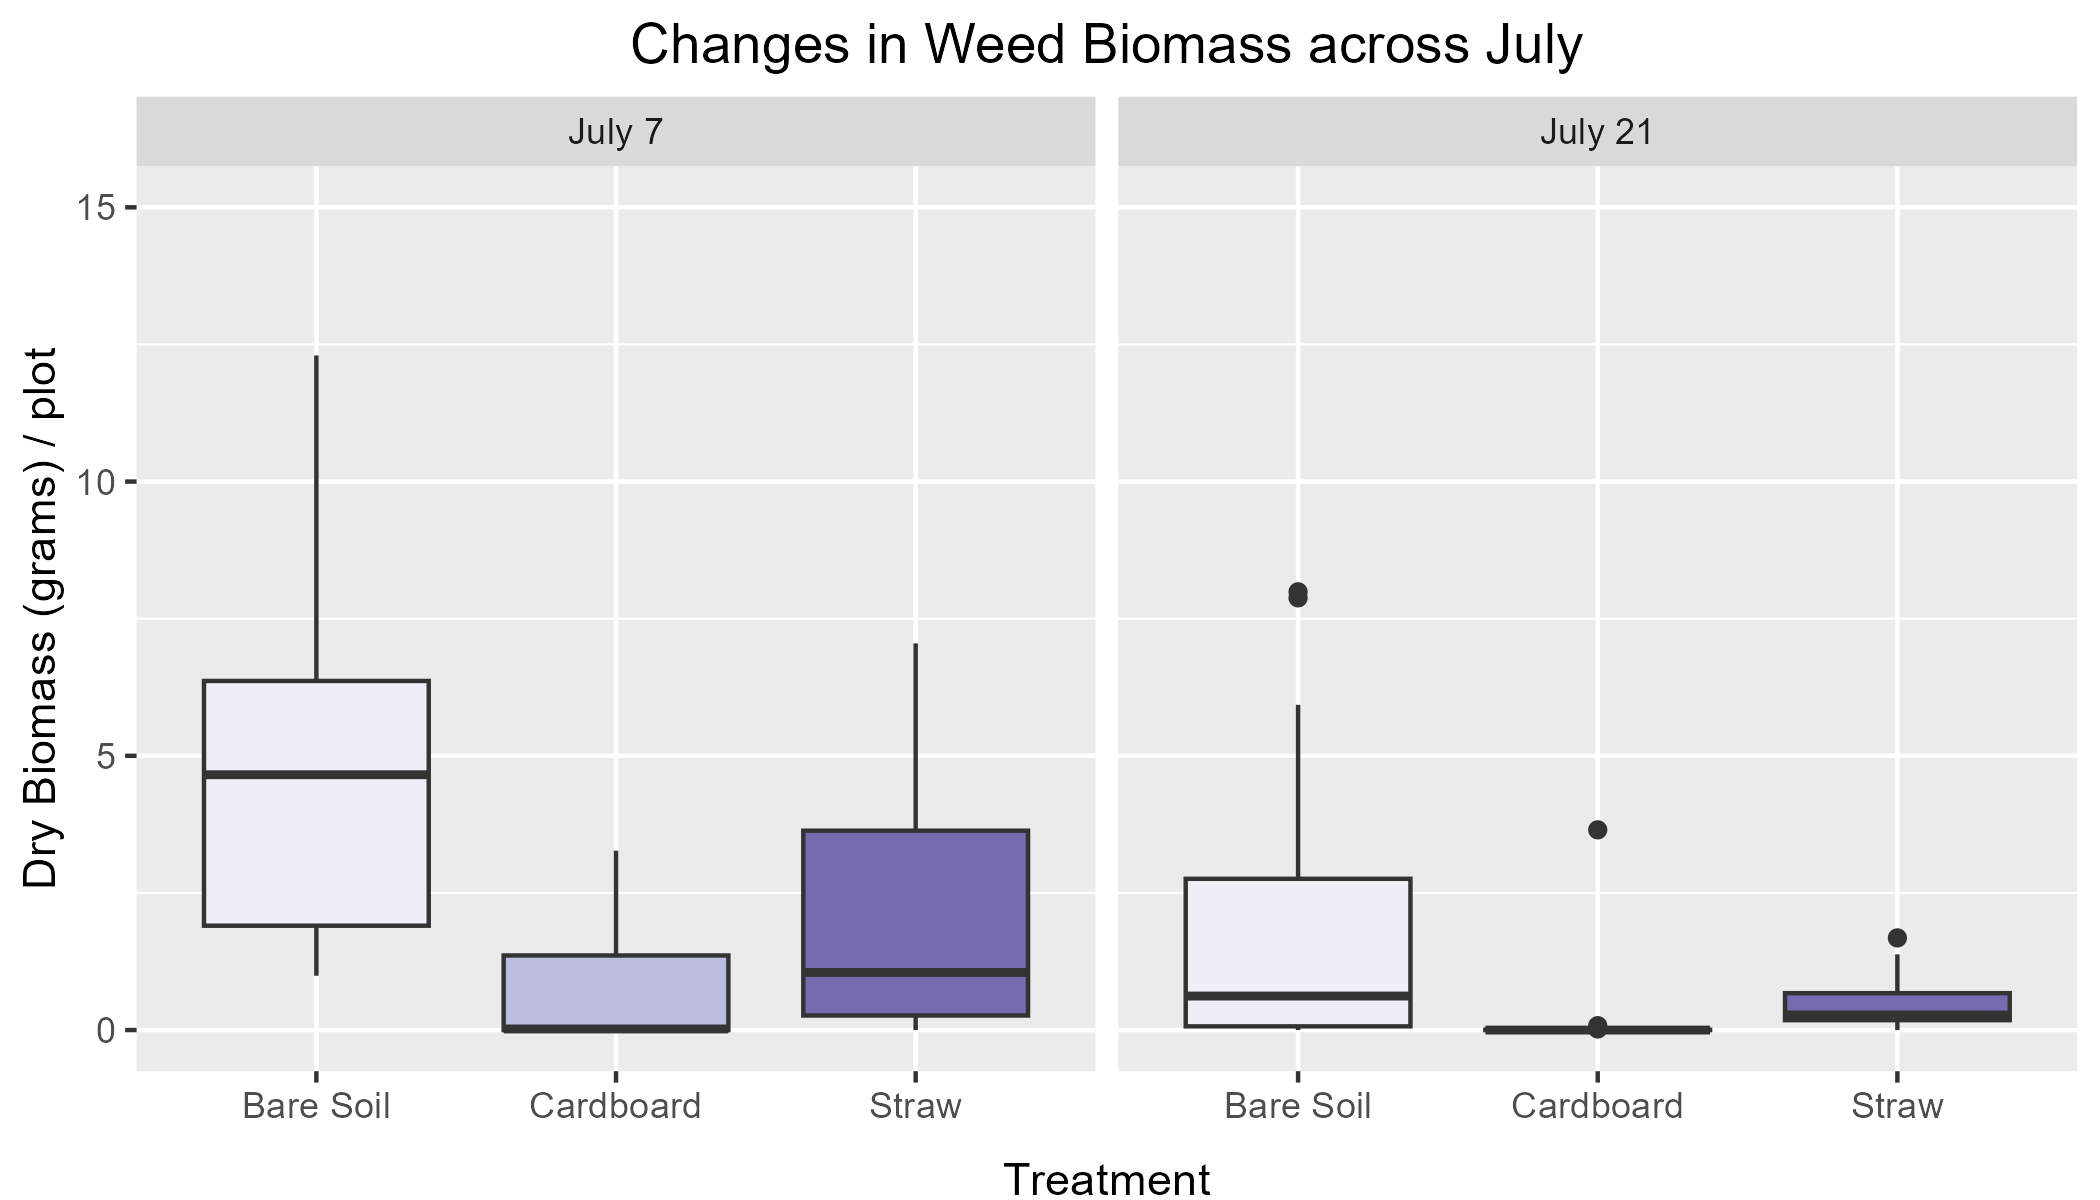 Changes in Weed Biomass across July
July 7
July 21
Dry Biomass (grams) / plot
15
10
5
0
Bare Soil
Cardboard
Straw
Bare Soil
Cardboard
Straw
Treatment